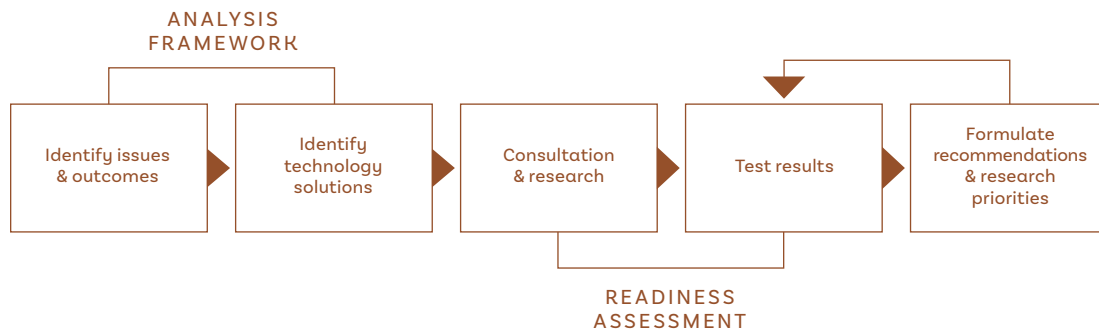 ANALYSIS
FRAMEWORK
Identify issues
& outcomes
Identify
technology
solutions
Consultation
& research
Test results
Formulate
recommendations
& research
priorities
READINESS
ASSESSMENT